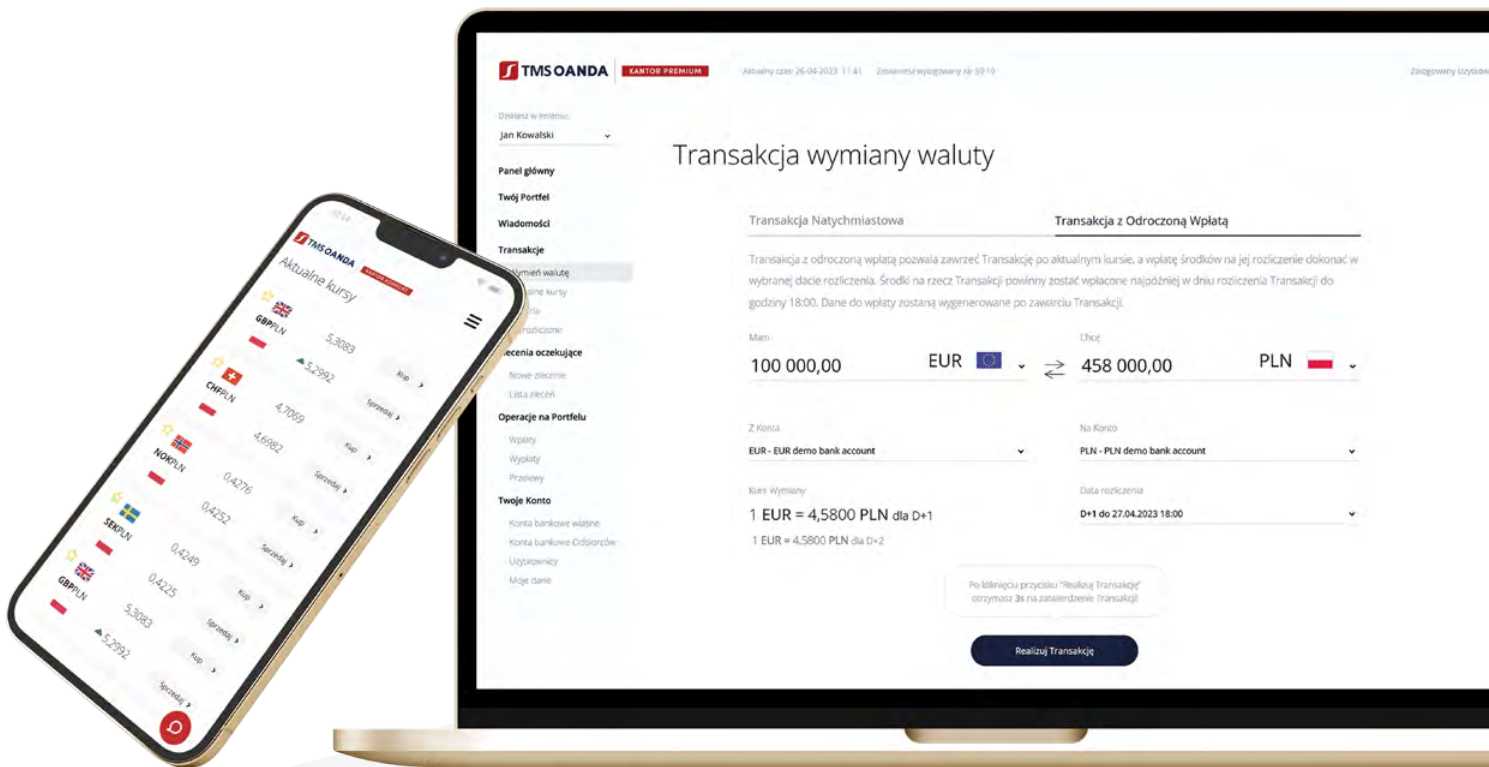 TMS OANDA
KANTOR PREMIUM
Aktualny czas: 26-04-2023 11:41
Zostaniesz wylogowany za: 59:19
Działasz w imieniu:
Jan Kowalski
Panel główny
Twój Portfel
Wiadomości
Transakcje
Wymień walutę
Nowe zlecenie
Lista zleceń
Operacje na Portfelu
Wpłaty
Wypłaty
Przelewy
Twoje Konto
Konta bankowe własne
Konta bankowe Odbiorców
Użytkownicy
Moje dane
Transakcja wymiany waluty
Transakcja Natychmiastowa
Transakcja z Odroczoną Wpłatą
Transakcja z odroczoną wpłatą pozwala zawrzeć Transakcję po aktualnym kursie, a wpłatę środków na jej rozliczenie dokonać w
wybranej dacie rozliczenia. Środki na rzecz Transakcji powinny zostać wpłacone najpóźniej w dniu rozliczenia Transakcji do
godziny 18:00. Dane do wpłaty zostaną wygenerowane po zawarciu Transakcji.
Mam
100 000,00 EUR
Chcę
458 000,00 PLN
Z Konta
EUR - EUR demo bank account
Na Konto
PLN - PLN demo bank account
Kurs Wymiany
1 EUR = 4,5800 PLN dla D+1
1 EUR = 4,5800 PLN dla D+2
Data rozliczenia
D+1 do 27.04.2023 18:00
Po kliknięciu przycisku "Realizuj Transakcję"
otrzymasz 3s na zatwierdzenie Transakcji!
Realizuj Transakcję
TMS OANDA
Aktualne kursy
GBPPLN
5,3083 Kup
5,2992 Sprzedaj
CHFPLN
4,7069 Kup
4,6982 Sprzedaj
NOKPLN
0,4276 Kup
0,4252 Sprzedaj
SEKPLN
0,4249 Kup
0,4225 Sprzedaj
GBPPLN
5,3083 Kup
5,2992 Sprzedaj